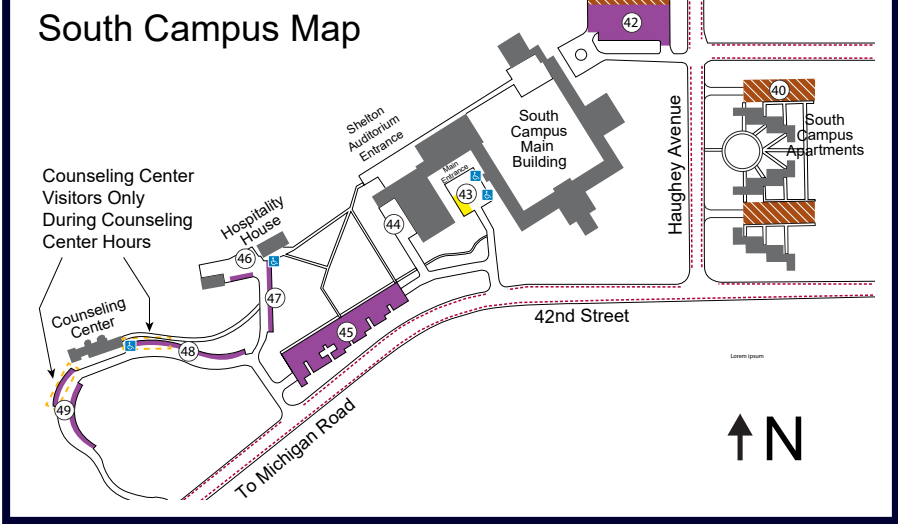 South Campus Map
42
40
South
Campus
Apartments
South
Campus
Main
Building
Shelton
Auditorium
Entrance
Main
Entrance
43
44
Haughey Avenue
Counseling Center
Visitors Only
During Counseling
Center Hours
Hospitality
House
46
47
45
42nd Street
Counseling
Center
48
49
Lorem ipsum
To Michigan Road
N